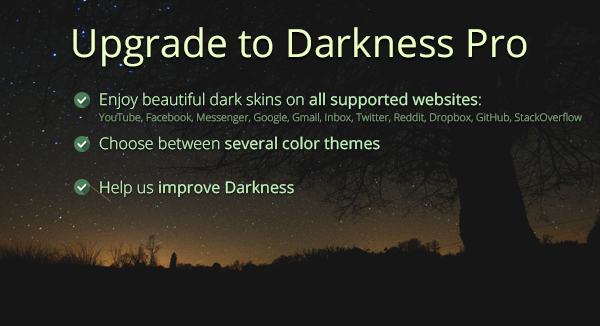 Upgrade to Darkness Pro
Enjoy beautiful dark skins on all supported websites:
YouTube, Facebook, Messenger, Google, Gmail, Inbox, Twitter, Reddit, Dropbox, GitHub, StackOverflow
Choose between several color themes
Help us improve Darkness